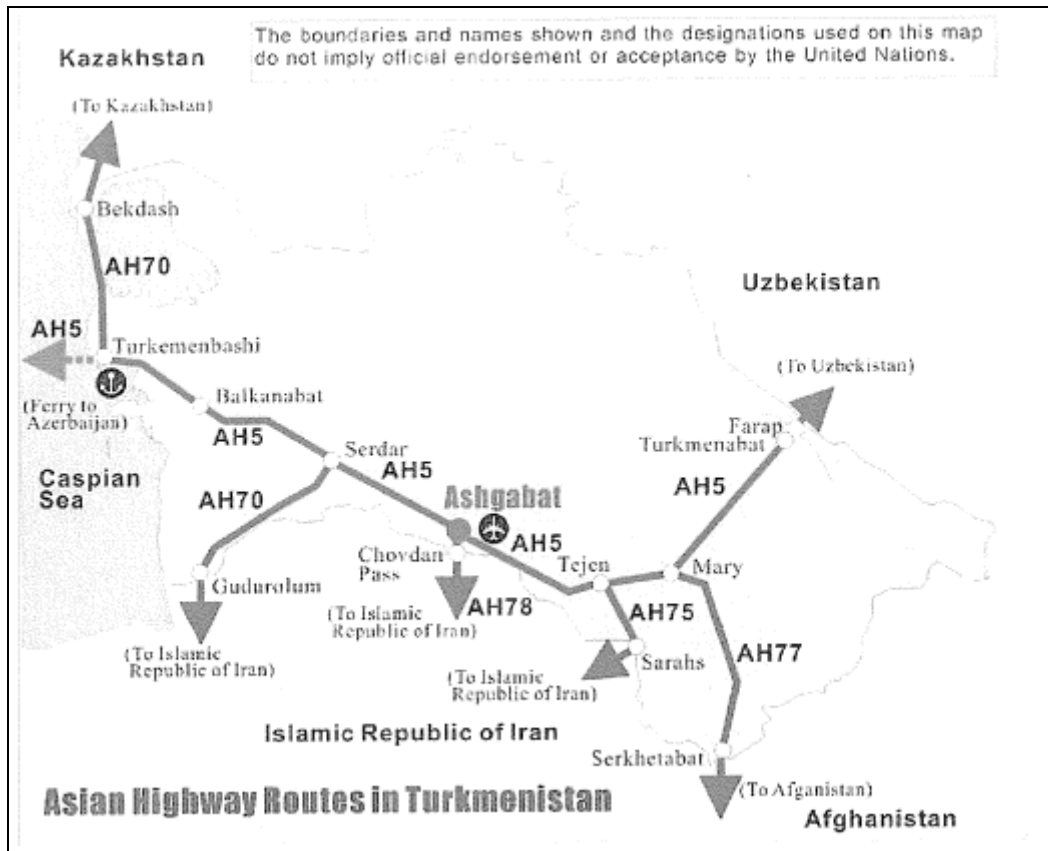 The boundaries and names shown and the designations used on this map
do not imply official endorsement or acceptance by the United Nations.
Kazakhstan
(To Kazakhstan)
Bekdash
AH70
Uzbekistan
AH5
Turkemenbashi
(To Uzbekistan)
(Ferry to
Azerbaijan)
Balkanabat
Farap
Turkmenabat
AH5
Serdar
Caspian
Sea
AH70
AH5
AH5
Ashgabat
AH5
Chovdan
Pass
Tejen
Mary
Gudurolum
AH78
AH75
(To Islamic
Republic of Iran)
(To Islamic
Republic of Iran)
AH77
Sarahs
(To Islamic
Republic of Iran)
Islamic Republic of Iran
Serkhetabat
(To Afganistan)
Asian Highway Routes in Turkmenistan
Afghanistan